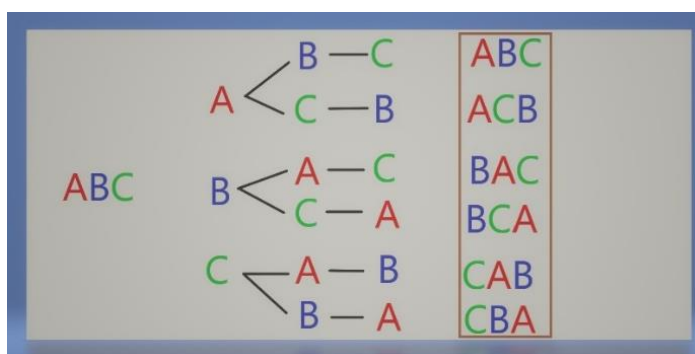 B — C ABC
A
C — B ACB
A — C BAC
ABC B
C — A BCA
C A — B CAB
B — A CBA